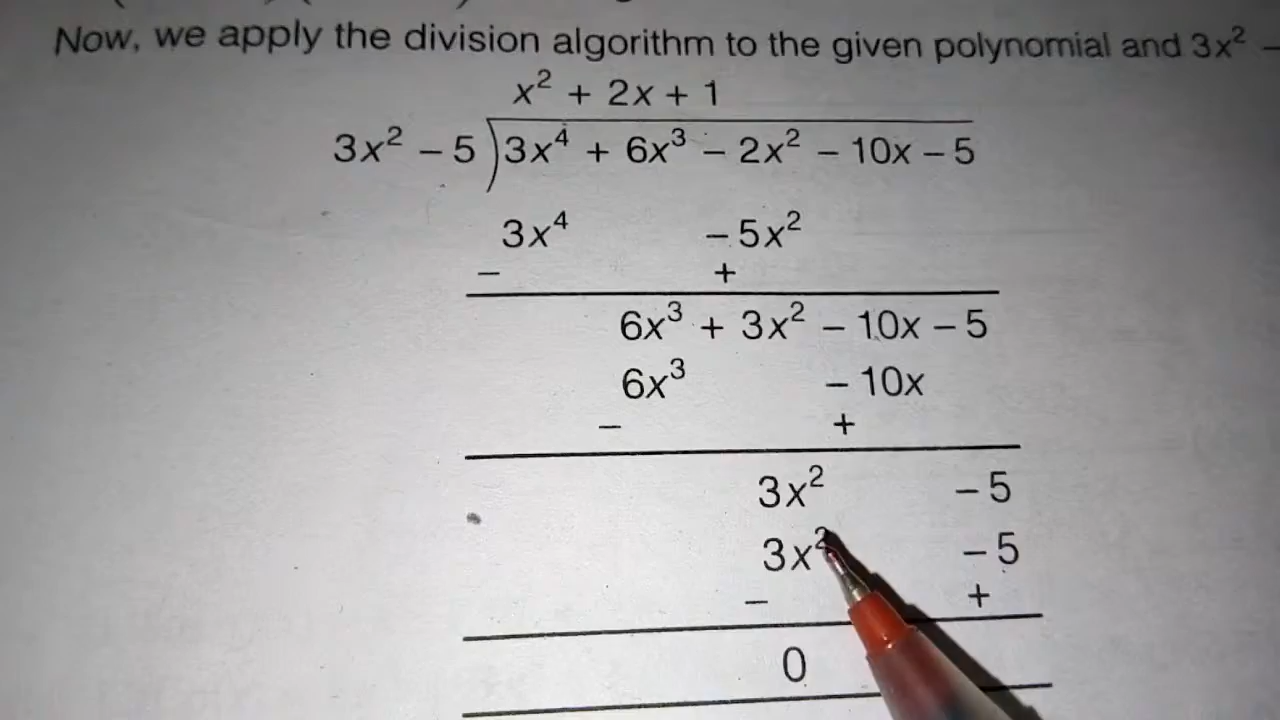 Now, we apply the division algorithm to the given polynomial and 3x² –
x² + 2x + 1
3x² – 5 ) 3x⁴ + 6x³ – 2x² – 10x – 5
3x⁴ – 5x²
– +
6x³ + 3x² – 10x – 5
6x³ – 10x
– +
3x² – 5
3x² – 5
– +
0